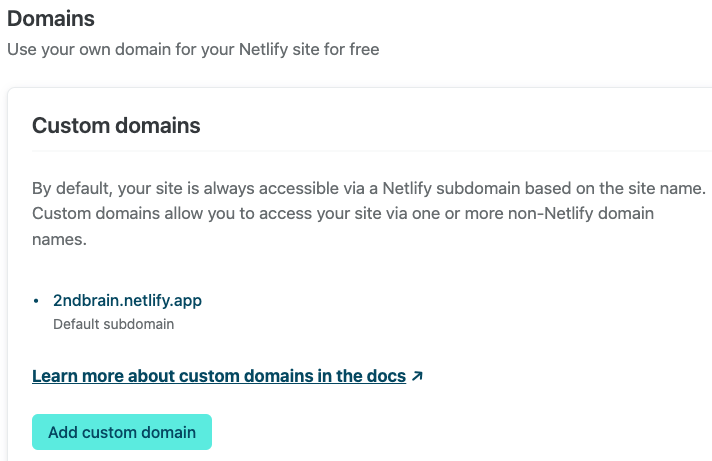 Domains
Use your own domain for your Netlify site for free
Custom domains
By default, your site is always accessible via a Netlify subdomain based on the site name.
Custom domains allow you to access your site via one or more non-Netlify domain
names.
• 2ndbrain.netlify.app
Default subdomain
Learn more about custom domains in the docs ↗
Add custom domain